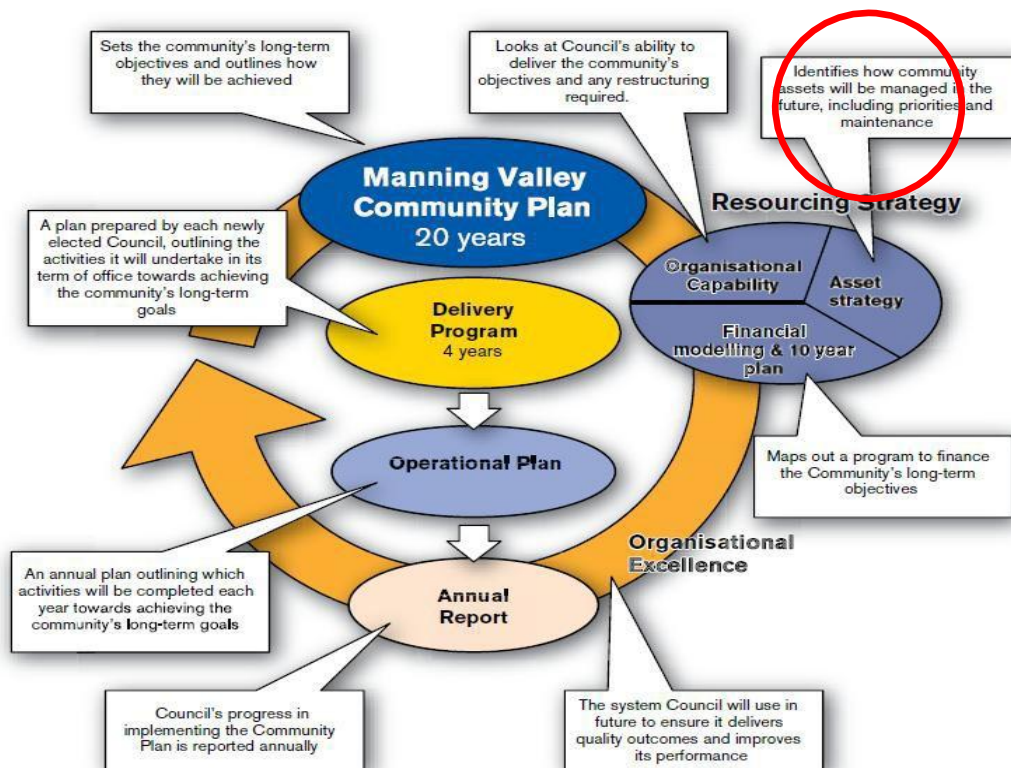 Sets the community's long-term
objectives and outlines how
they will be achieved
Looks at Council's ability to
deliver the community's
objectives and any restructuring
required.
Identifies how community
assets will be managed in the
future, including priorities and
maintenance
Manning Valley
Community Plan
20 years
Resourcing Strategy
A plan prepared by each newly
elected Council, outlining the
activities it will undertake in its
term of office towards achieving
the community's long-term
goals
Organisational
Capability
Asset
strategy
Financial
modelling & 10 year
plan
Delivery
Program
4 years
Operational Plan
Maps out a program to finance
the Community's long-term
objectives
Organisational
Excellence
An annual plan outlining which
activities will be completed each
year towards achieving the
community's long-term goals
Annual
Report
Council's progress in
implementing the Community
Plan is reported annually
The system Council will use in
future to ensure it delivers
quality outcomes and improves
its performance